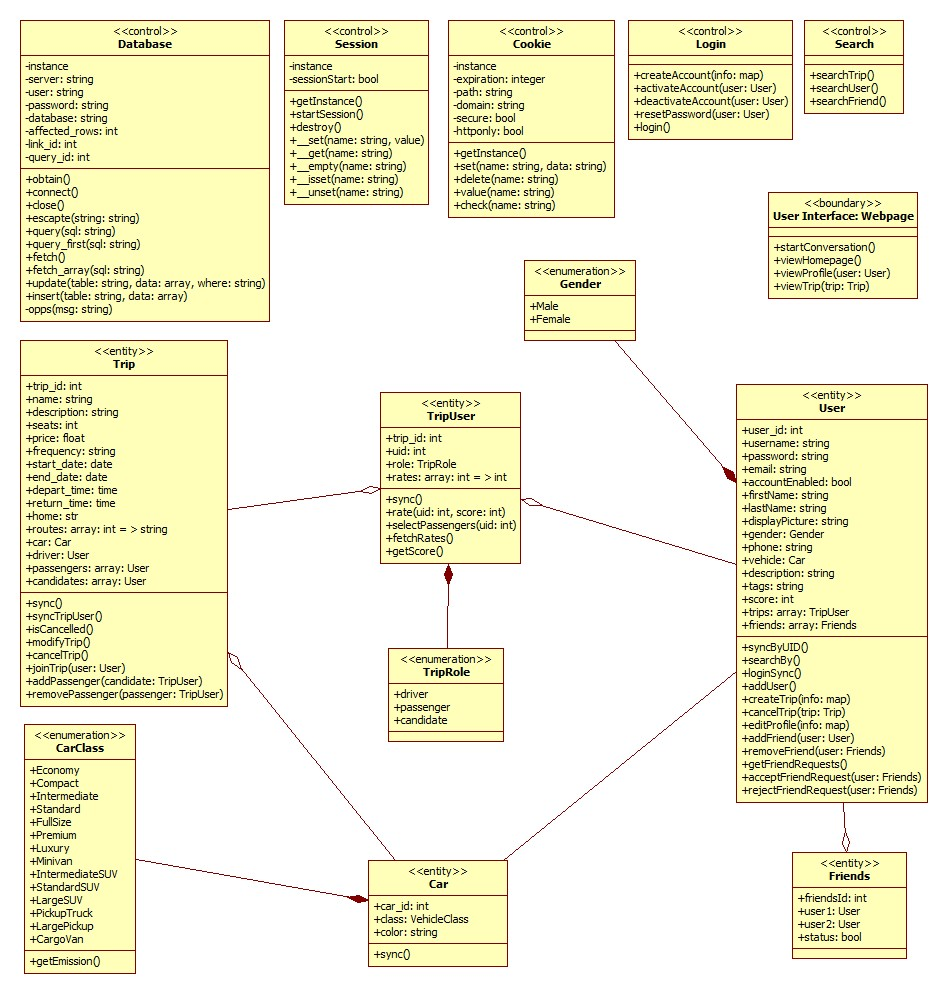 <<control>>
Database
-instance
-server: string
-user: string
-password: string
-database: string
-affected_rows: int
-link_id: int
-query_id: int
+obtain()
+connect()
+close()
+escapte(string: string)
+query(sql: string)
+query_first(sql: string)
+fetch()
+fetch_array(sql: string)
+update(table: string, data: array, where: string)
+insert(table: string, data: array)
-opps(msg: string)
<<control>>
Session
-instance
-sessionStart: bool
+getInstance()
+startSession()
+destroy()
+__set(name: string, value)
+__get(name: string)
+__empty(name: string)
+__isset(name: string)
+__unset(name: string)
<<control>>
Cookie
-instance
-expiration: integer
-path: string
-domain: string
-secure: bool
-httponly: bool
+getInstance()
+set(name: string, data: string)
+delete(name: string)
+value(name: string)
+check(name: string)
<<control>>
Login
+createAccount(info: map)
+activateAccount(user: User)
+deactivateAccount(user: User)
+resetPassword(user: User)
+login()
<<control>>
Search
+searchTrip()
+searchUser()
+searchFriend()
<<boundary>>
User Interface: Webpage
+startConversation()
+viewHomepage()
+viewProfile(user: User)
+viewTrip(trip: Trip)
<<enumeration>>
Gender
+Male
+Female
<<entity>>
Trip
+trip_id: int
+name: string
+description: string
+seats: int
+price: float
+frequency: string
+start_date: date
+end_date: date
+depart_time: time
+return_time: time
+home: str
+routes: array: int = > string
+car: Car
+driver: User
+passengers: array: User
+candidates: array: User
+sync()
+syncTripUser()
+isCancelled()
+modifyTrip()
+cancelTrip()
+joinTrip(user: User)
+addPassenger(candidate: TripUser)
+removePassenger(passenger: TripUser)
<<entity>>
TripUser
+trip_id: int
+uid: int
+role: TripRole
+rates: array: int = > int
+sync()
+rate(uid: int, score: int)
+selectPassengers(uid: int)
+fetchRates()
+getScore()
<<entity>>
User
+user_id: int
+username: string
+password: string
+email: string
+accountEnabled: bool
+firstName: string
+lastName: string
+displayPicture: string
+gender: Gender
+phone: string
+vehicle: Car
+description: string
+tags: string
+score: int
+trips: array: TripUser
+friends: array: Friends
+syncByUID()
+searchBy()
+loginSync()
+addUser()
+createTrip(info: map)
+cancelTrip(trip: Trip)
+editProfile(info: map)
+addFriend(user: User)
+removeFriend(user: Friends)
+getFriendRequests()
+acceptFriendRequest(user: Friends)
+rejectFriendRequest(user: Friends)
<<enumeration>>
TripRole
+driver
+passenger
+candidate
<<enumeration>>
CarClass
+Economy
+Compact
+Intermediate
+Standard
+FullSize
+Premium
+Luxury
+Minivan
+IntermediateSUV
+StandardSUV
+LargeSUV
+PickupTruck
+LargePickup
+CargoVan
+getEmission()
<<entity>>
Car
+car_id: int
+class: VehicleClass
+color: string
+sync()
<<entity>>
Friends
+friendsId: int
+user1: User
+user2: User
+status: bool